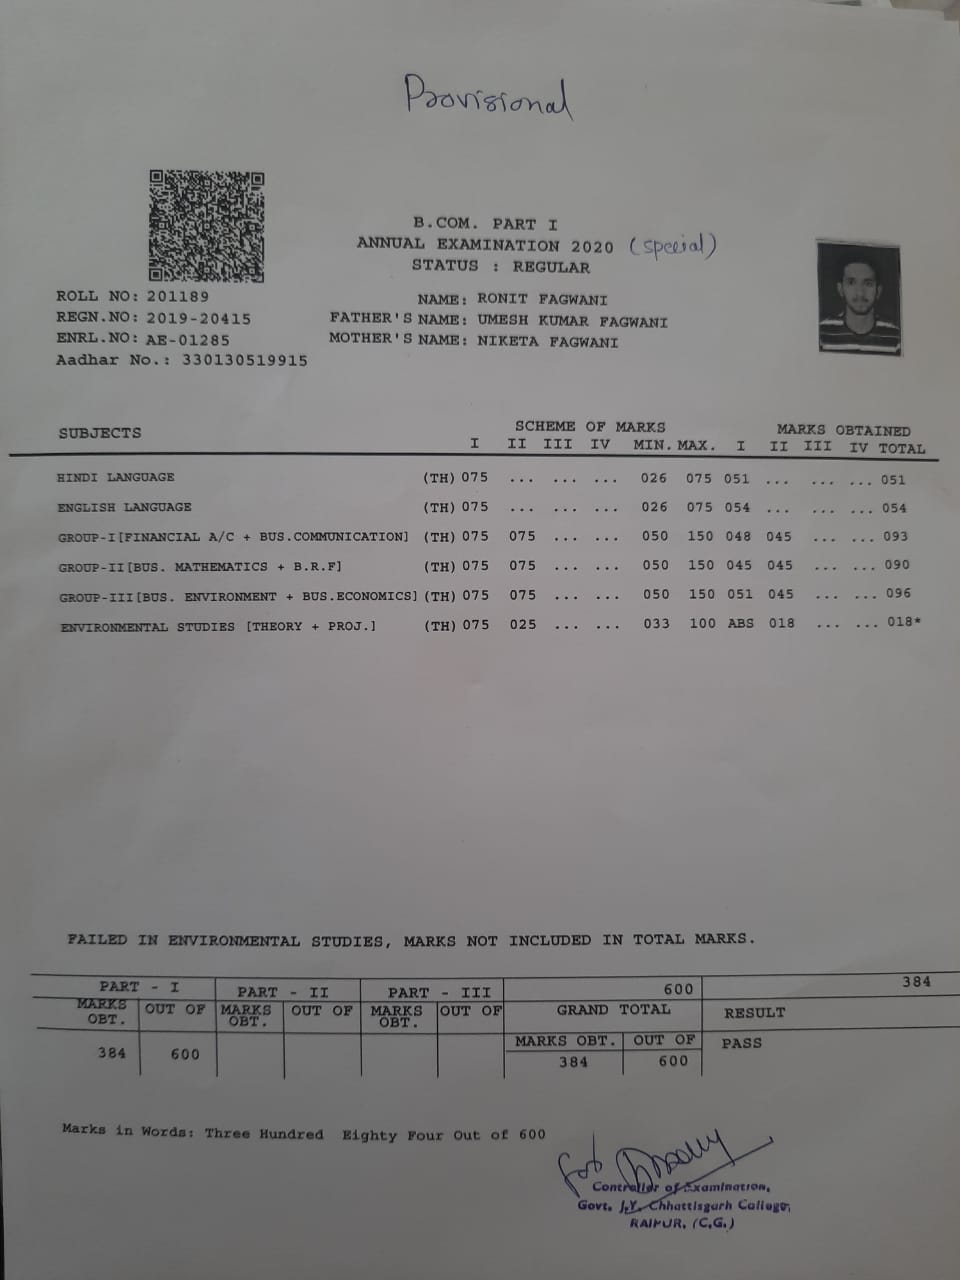 Provisional
B.COM. PART I
ANNUAL EXAMINATION 2020 (special)
STATUS : REGULAR
ROLL NO: 201189 NAME: RONIT FAGWANI
REGN.NO: 2019-20415 FATHER'S NAME: UMESH KUMAR FAGWANI
ENRL.NO: AE-01285 MOTHER'S NAME: NIKETA FAGWANI
Aadhar No.: 330130519915
SUBJECTS SCHEME OF MARKS MARKS OBTAINED
I II III IV MIN. MAX. I II III IV TOTAL
HINDI LANGUAGE (TH) 075 ... ... ... 026 075 051 ... ... ... 051
ENGLISH LANGUAGE (TH) 075 ... ... ... 026 075 054 ... ... ... 054
GROUP-I[FINANCIAL A/C + BUS.COMMUNICATION] (TH) 075 075 ... ... 050 150 048 045 ... ... 093
GROUP-II[BUS. MATHEMATICS + B.R.F] (TH) 075 075 ... ... 050 150 045 045 ... ... 090
GROUP-III[BUS. ENVIRONMENT + BUS.ECONOMICS] (TH) 075 075 ... ... 050 150 051 045 ... ... 096
ENVIRONMENTAL STUDIES [THEORY + PROJ.] (TH) 075 025 ... ... 033 100 ABS 018 ... ... 018*
FAILED IN ENVIRONMENTAL STUDIES, MARKS NOT INCLUDED IN TOTAL MARKS.
PART - I PART - II PART - III 600 384
MARKS OBT. OUT OF MARKS OBT. OUT OF MARKS OBT. OUT OF GRAND TOTAL RESULT
MARKS OBT. OUT OF PASS
384 600 384 600
Marks in Words: Three Hundred Eighty Four Out of 600
Controller of Examination,
Govt. J.Y. Chhattisgarh College,
RAIPUR. (C.G.)